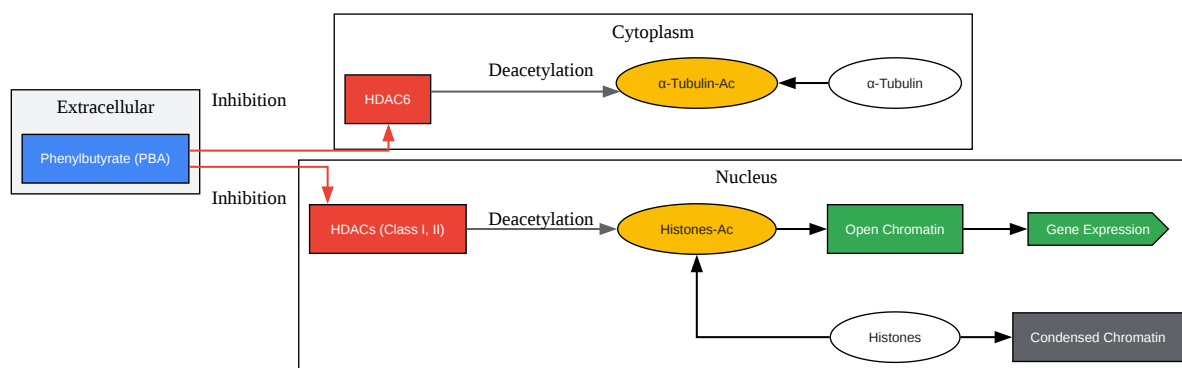 Cytoplasm
Deacetylation
α-Tubulin-Ac
α-Tubulin
HDAC6
Inhibition
Extracellular
Phenylbutyrate (PBA)
Inhibition
Nucleus
HDACs (Class I, II)
Deacetylation
Histones-Ac
Open Chromatin
Gene Expression
Histones
Condensed Chromatin